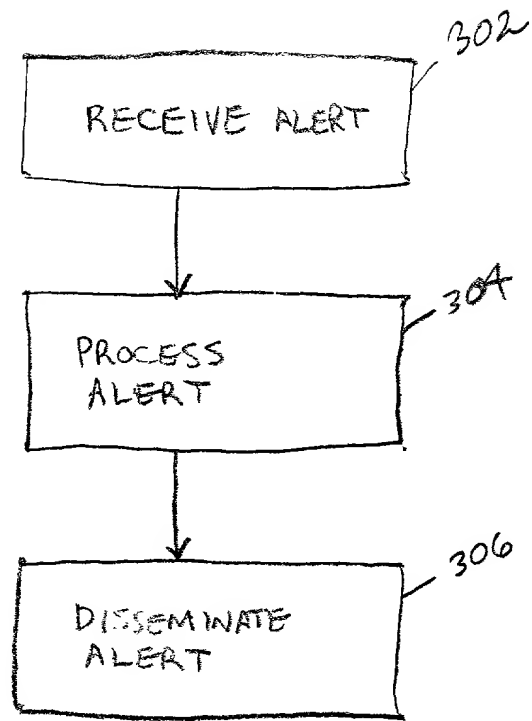 302
RECEIVE ALERT
304
PROCESS
ALERT
306
DISSEMINATE
ALERT